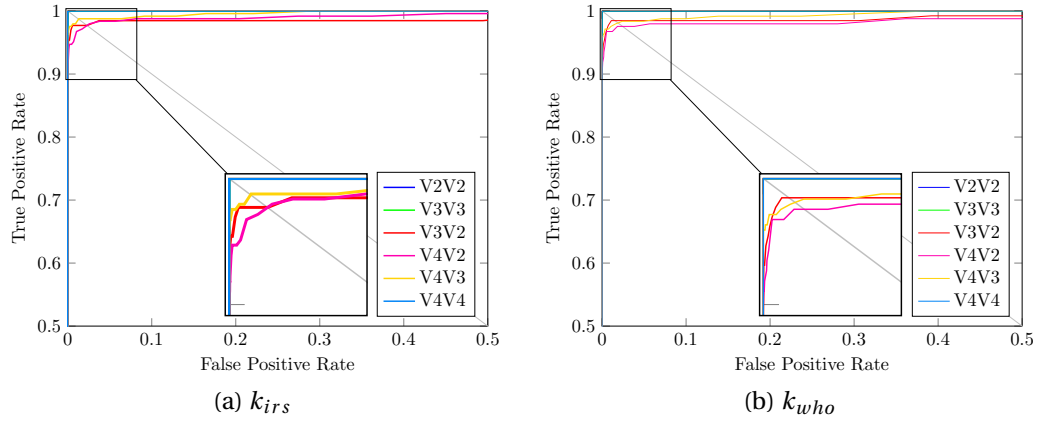 1
0.9
0.8
0.7
0.6
0.5
True Positive Rate
0
0.1
0.2
0.3
0.4
0.5
False Positive Rate
V2V2
V3V3
V3V2
V4V2
V4V3
V4V4
(a) k_irs
1
0.9
0.8
0.7
0.6
0.5
True Positive Rate
0
0.1
0.2
0.3
0.4
0.5
False Positive Rate
V2V2
V3V3
V3V2
V4V2
V4V3
V4V4
(b) k_who